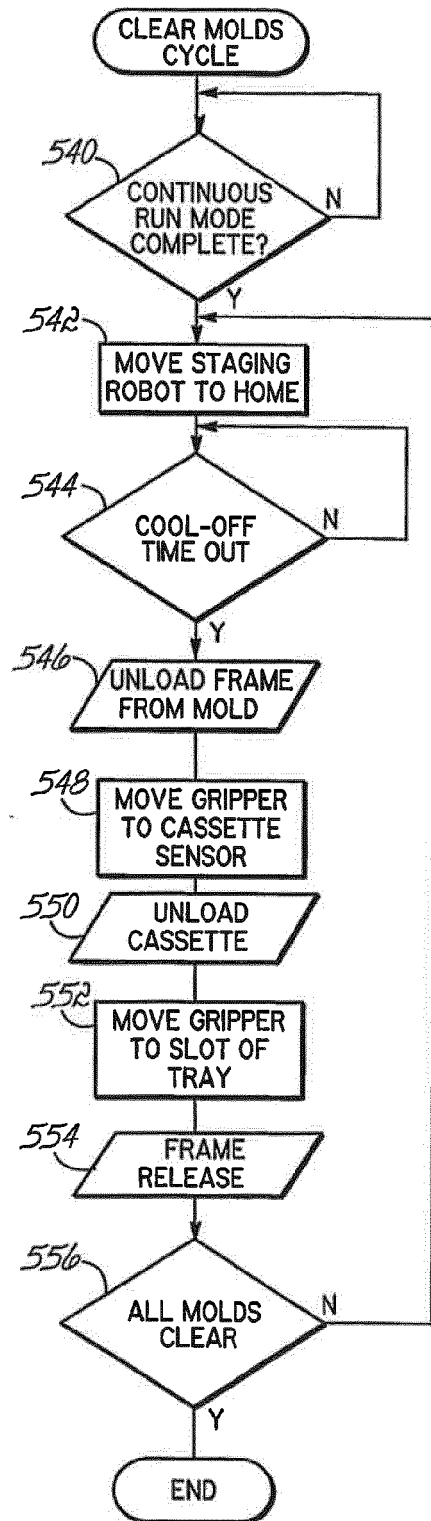 CLEAR MOLDS
CYCLE
540
CONTINUOUS
RUN MODE
COMPLETE?
N
Y
542
MOVE STAGING
ROBOT TO HOME
544
COOL-OFF
TIME OUT
N
Y
546
UNLOAD FRAME
FROM MOLD
548
MOVE GRIPPER
TO CASSETTE
SENSOR
550
UNLOAD
CASSETTE
552
MOVE GRIPPER
TO SLOT OF
TRAY
554
FRAME
RELEASE
556
ALL MOLDS
CLEAR
N
Y
END